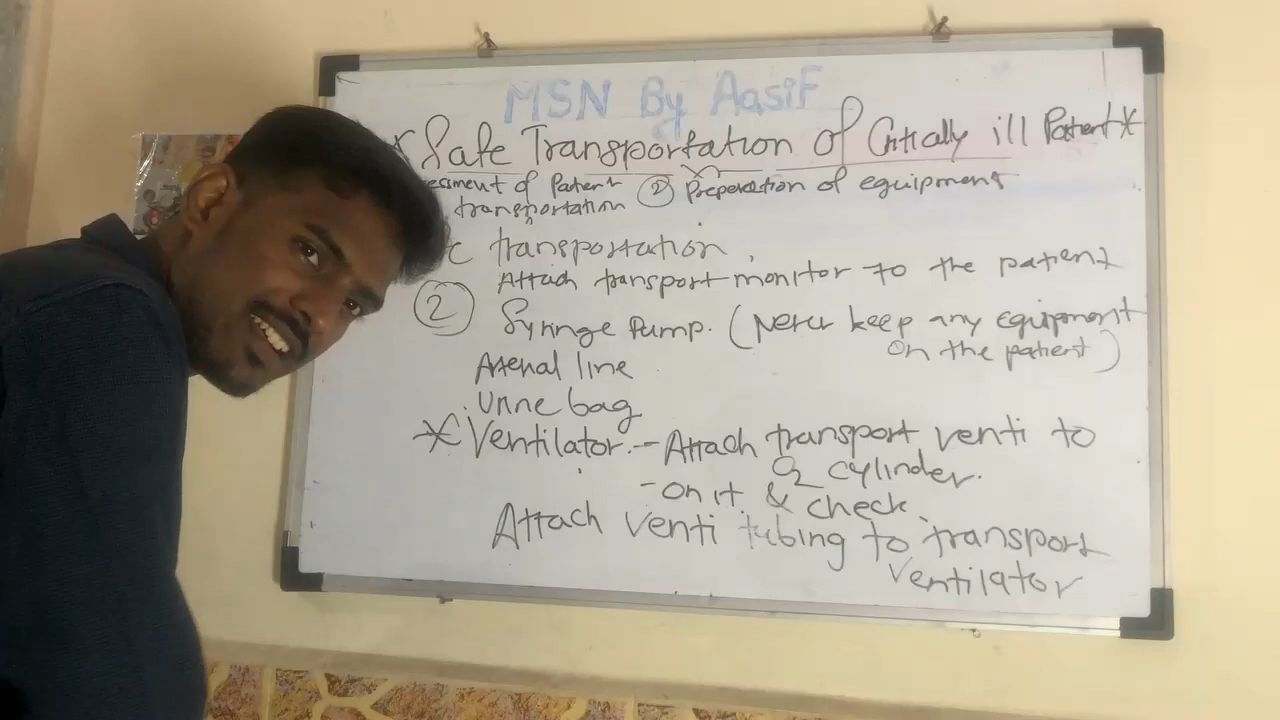 MSN By AasiF
* Safe Transportation of Critically ill Patient *
essment of Patient ② Preparation of equipment
transportation
transportation,
Attach transport monitor to the patient
② Syringe Pump. (Never keep any equipment
on the patient)
Arterial line
Urine bag
* Ventilator. - Attach transport venti to
O2 cylinder.
- on it & check
Attach venti tubing to transport
ventilator